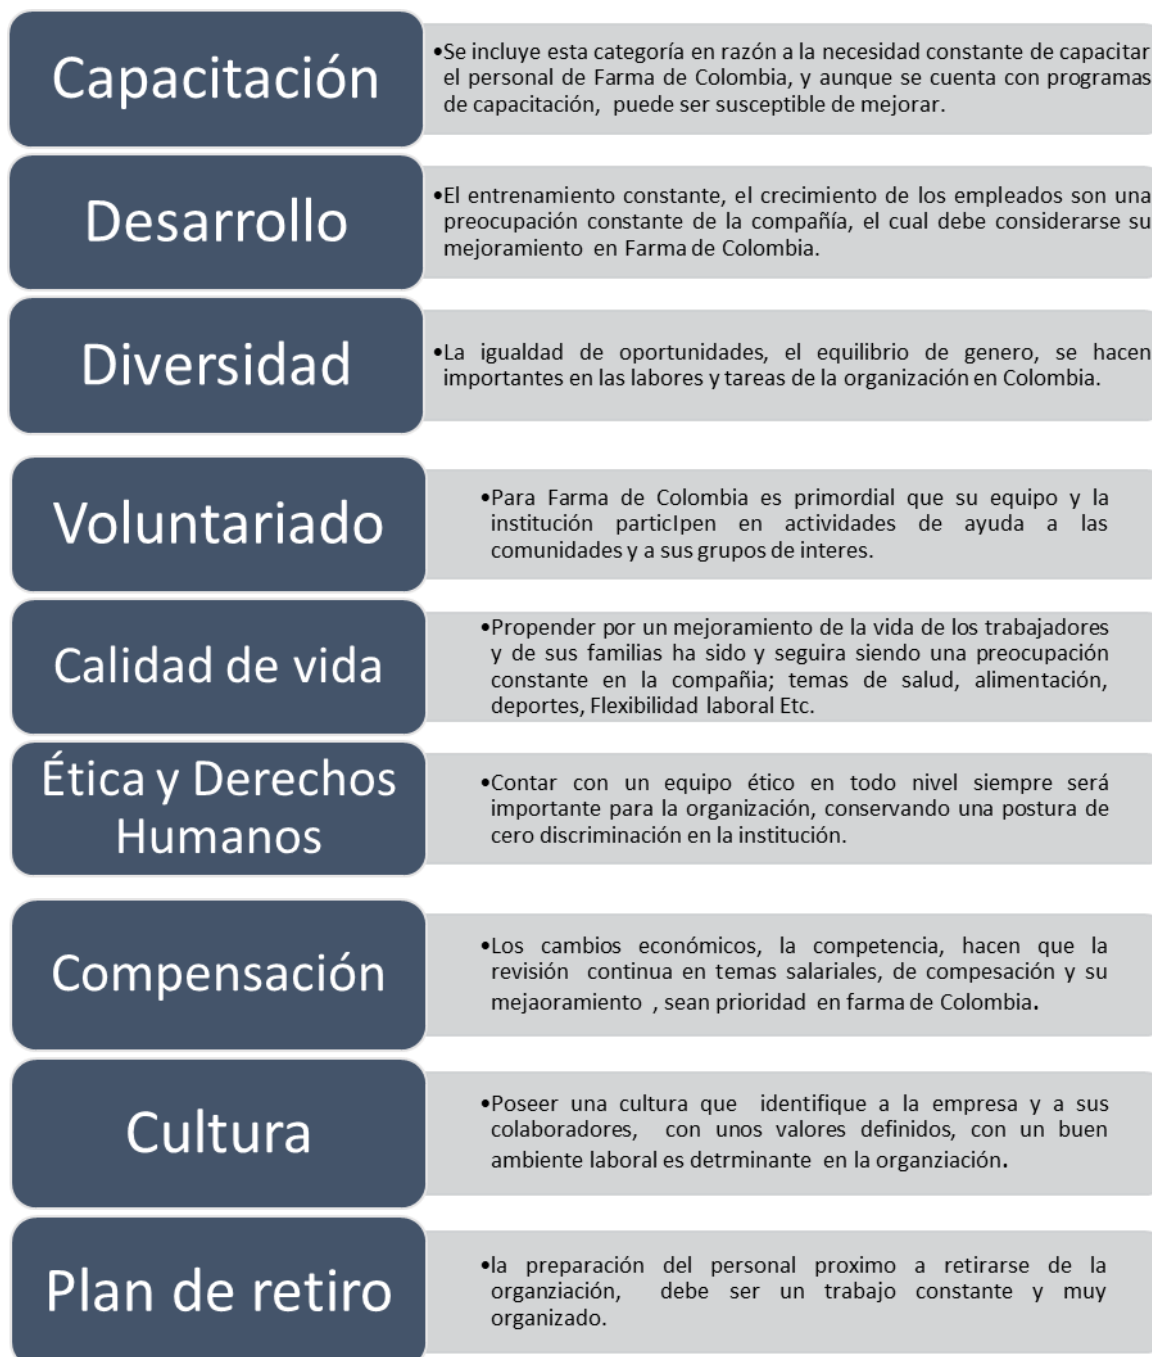 Capacitación
•Se incluye esta categoría en razón a la necesidad constante de capacitar
el personal de Farma de Colombia, y aunque se cuenta con programas
de capacitación, puede ser susceptible de mejorar.
Desarrollo
•El entrenamiento constante, el crecimiento de los empleados son una
preocupación constante de la compañía, el cual debe considerarse su
mejoramiento en Farma de Colombia.
Diversidad
•La igualdad de oportunidades, el equilibrio de genero, se hacen
importantes en las labores y tareas de la organización en Colombia.
Voluntariado
•Para Farma de Colombia es primordial que su equipo y la
institución particIpen en actividades de ayuda a las
comunidades y a sus grupos de interes.
Calidad de vida
•Propender por un mejoramiento de la vida de los trabajadores
y de sus familias ha sido y seguira siendo una preocupación
constante en la compañia; temas de salud, alimentación,
deportes, Flexibilidad laboral Etc.
Ética y Derechos
Humanos
•Contar con un equipo ético en todo nivel siempre será
importante para la organización, conservando una postura de
cero discriminación en la institución.
Compensación
•Los cambios económicos, la competencia, hacen que la
revisión continua en temas salariales, de compesación y su
mejaoramiento , sean prioridad en farma de Colombia.
Cultura
•Poseer una cultura que identifique a la empresa y a sus
colaboradores, con unos valores definidos, con un buen
ambiente laboral es detrminante en la organziación.
Plan de retiro
•la preparación del personal proximo a retirarse de la
organziación, debe ser un trabajo constante y muy
organizado.